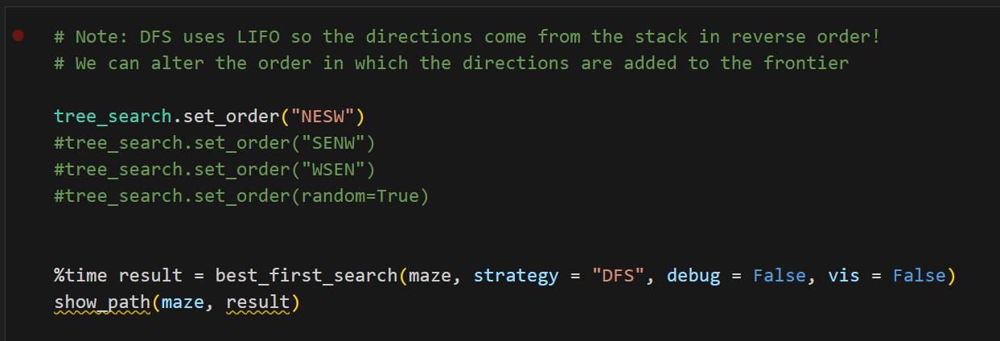 # Note: DFS uses LIFO so the directions come from the stack in reverse order!
# We can alter the order in which the directions are added to the frontier
tree_search.set_order("NESW")
#tree_search.set_order("SENW")
#tree_search.set_order("WSEN")
#tree_search.set_order(random=True)
%time result = best_first_search(maze, strategy = "DFS", debug = False, vis = False)
show_path(maze, result)